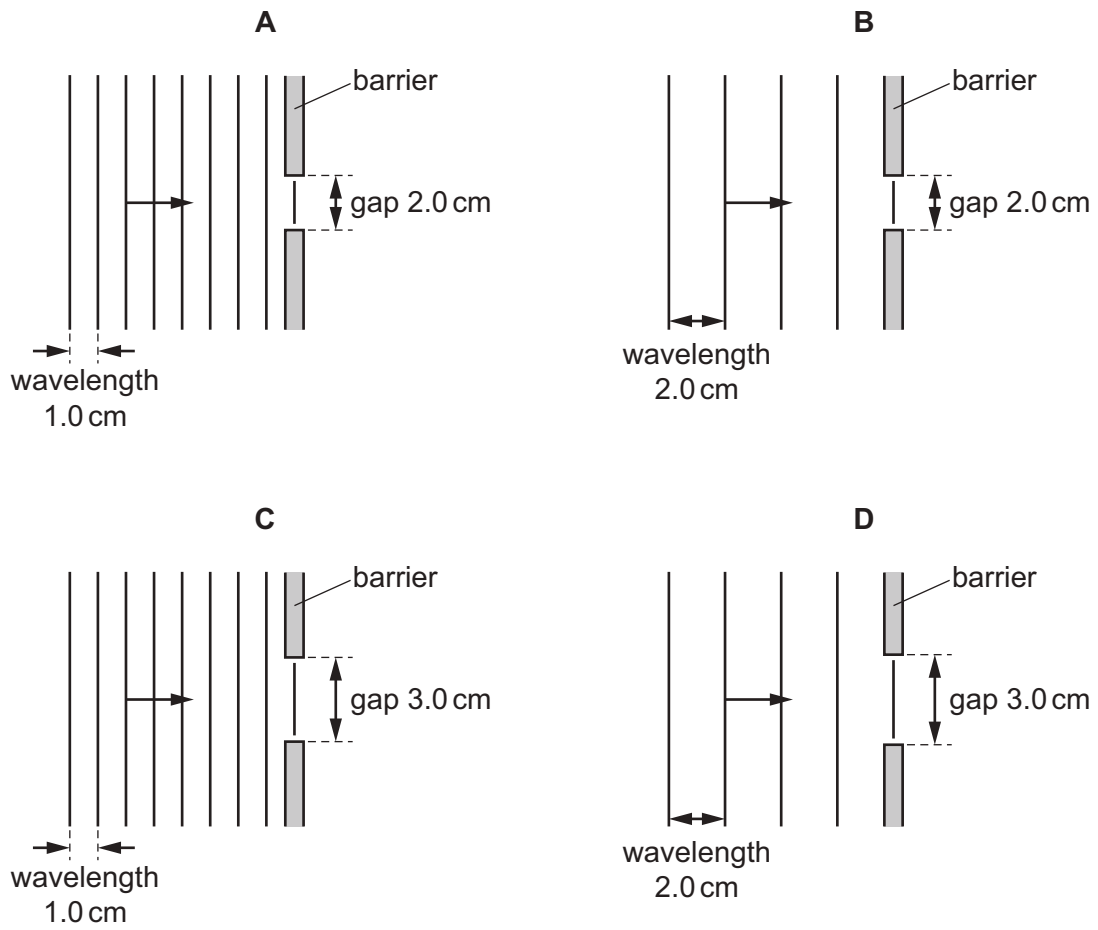 A
barrier
gap 2.0 cm
wavelength
1.0 cm
B
barrier
gap 2.0 cm
wavelength
2.0 cm
C
barrier
gap 3.0 cm
wavelength
1.0 cm
D
barrier
gap 3.0 cm
wavelength
2.0 cm